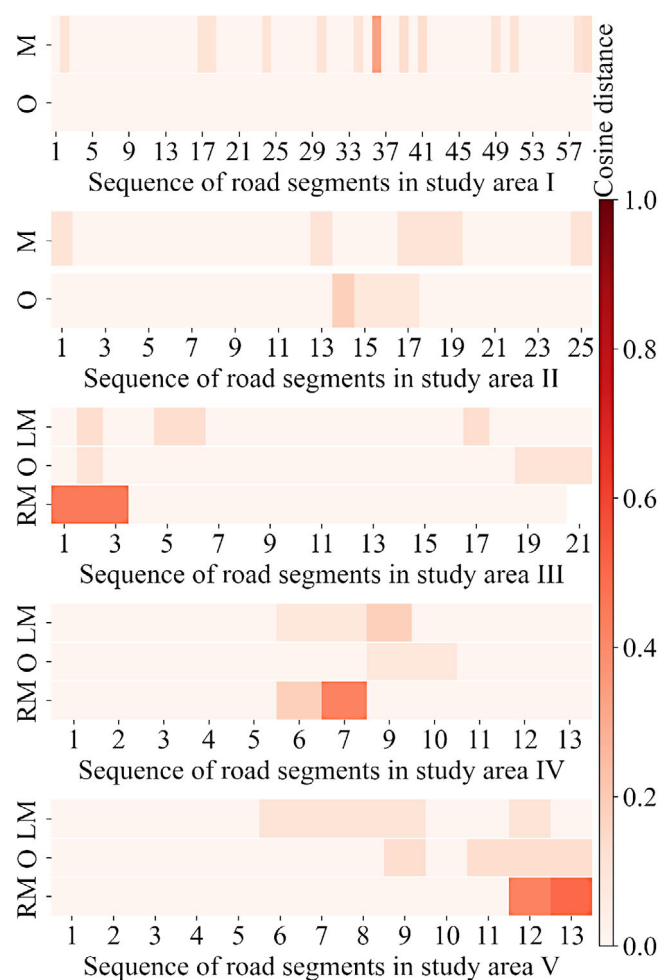 M
O
1 5 9 13 17 21 25 29 33 37 41 45 49 53 57
Sequence of road segments in study area I
Cosine distance
M
O
1 3 5 7 9 11 13 15 17 19 21 23 25
Sequence of road segments in study area II
LM
O
RM
1 3 5 7 9 11 13 15 17 19 21
Sequence of road segments in study area III
LM
O
RM
1 2 3 4 5 6 7 8 9 10 11 12 13
Sequence of road segments in study area IV
LM
O
RM
1 2 3 4 5 6 7 8 9 10 11 12 13
Sequence of road segments in study area V
1.0
0.8
0.6
0.4
0.2
0.0